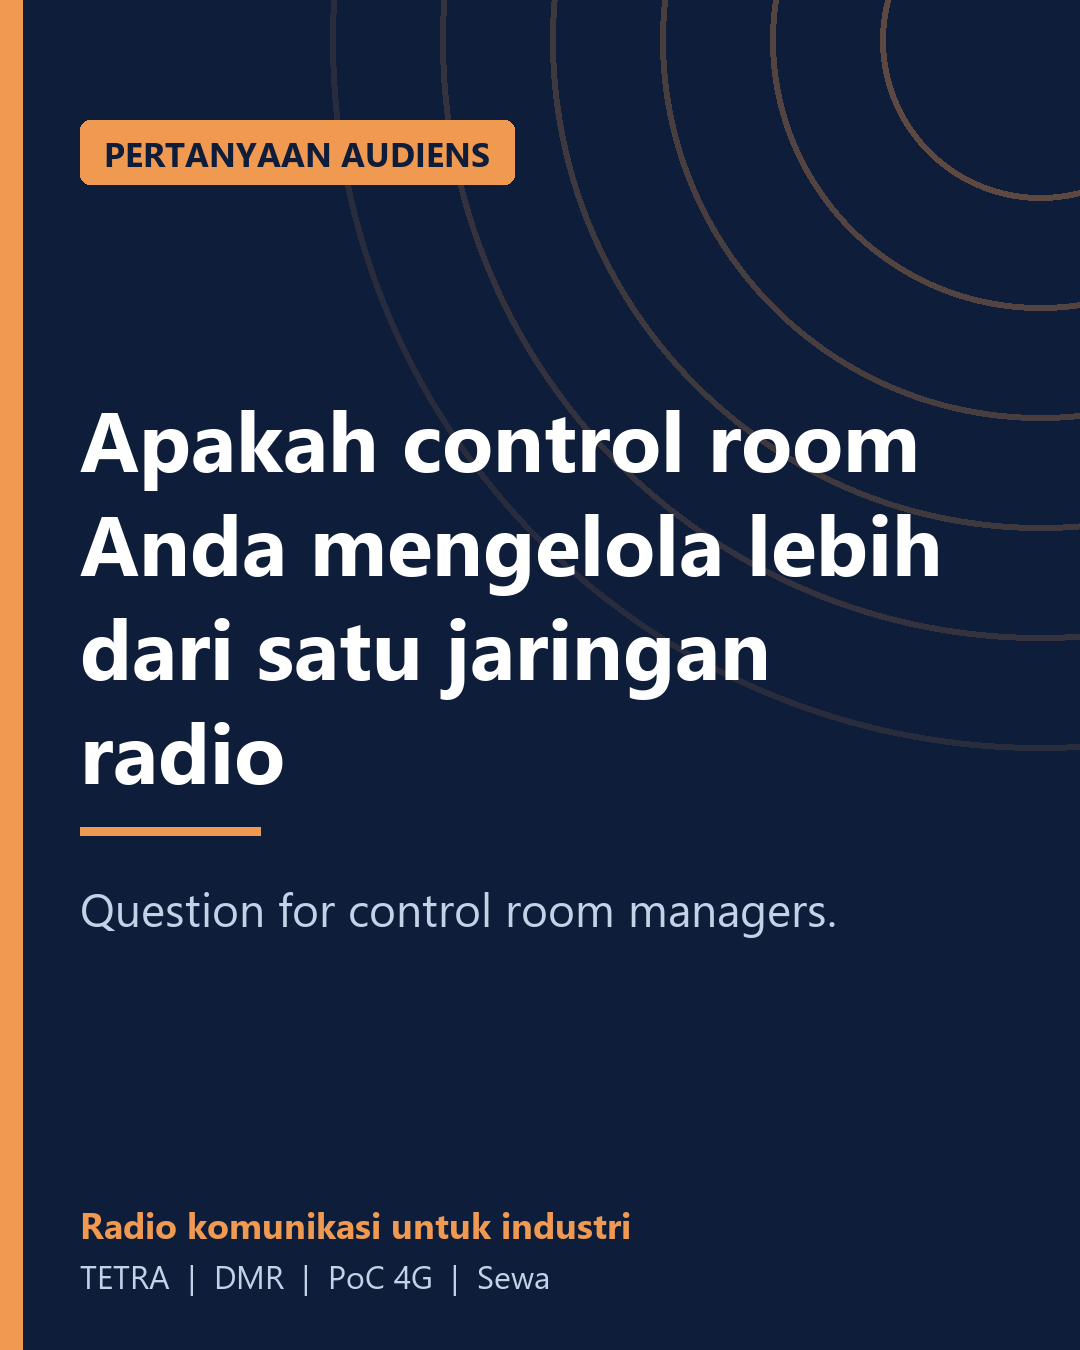 PERTANYAAN AUDIENS
Apakah control room
Anda mengelola lebih
dari satu jaringan
radio
Question for control room managers.
Radio komunikasi untuk industri
TETRA | DMR | PoC 4G | Sewa